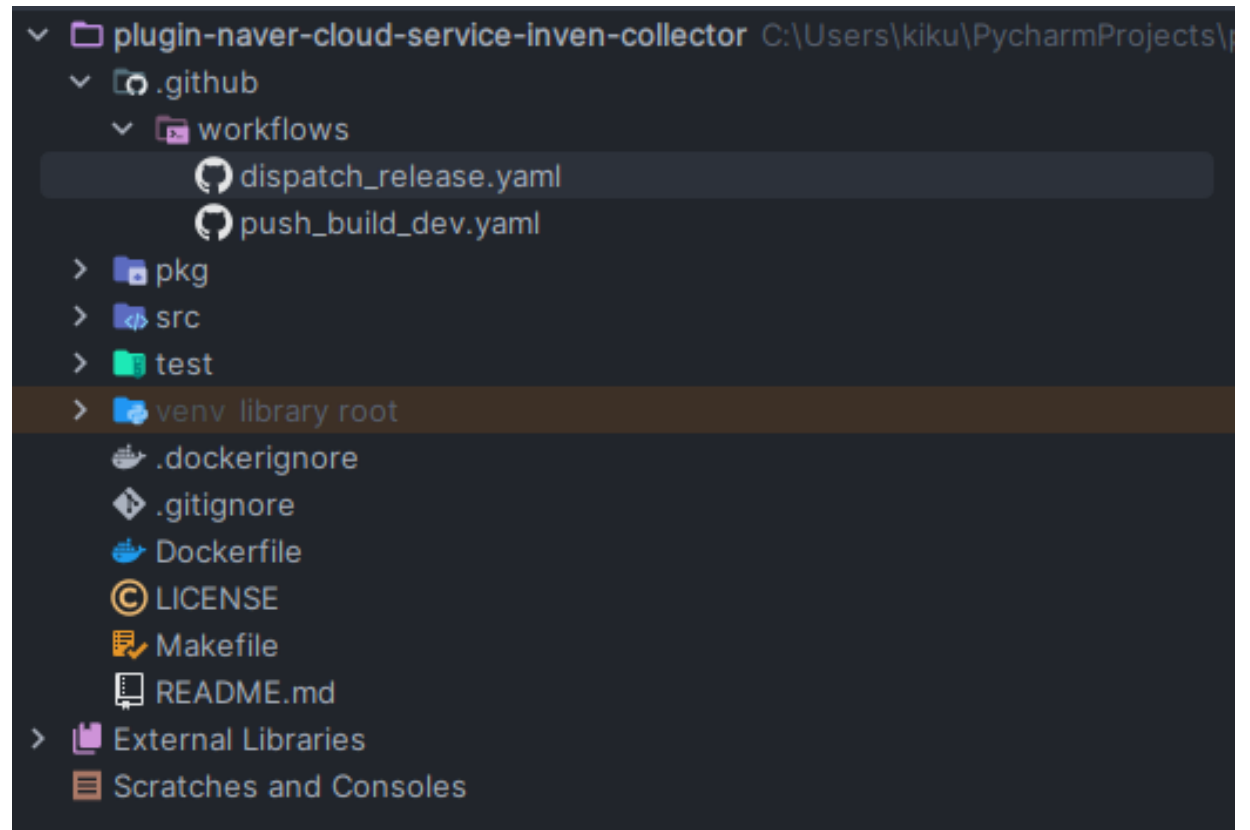 plugin-naver-cloud-service-inven-collector C:\Users\kiku\PycharmProjects\
.github
workflows
dispatch_release.yaml
push_build_dev.yaml
pkg
src
test
venv library root
.dockerignore
.gitignore
Dockerfile
LICENSE
Makefile
README.md
External Libraries
Scratches and Consoles